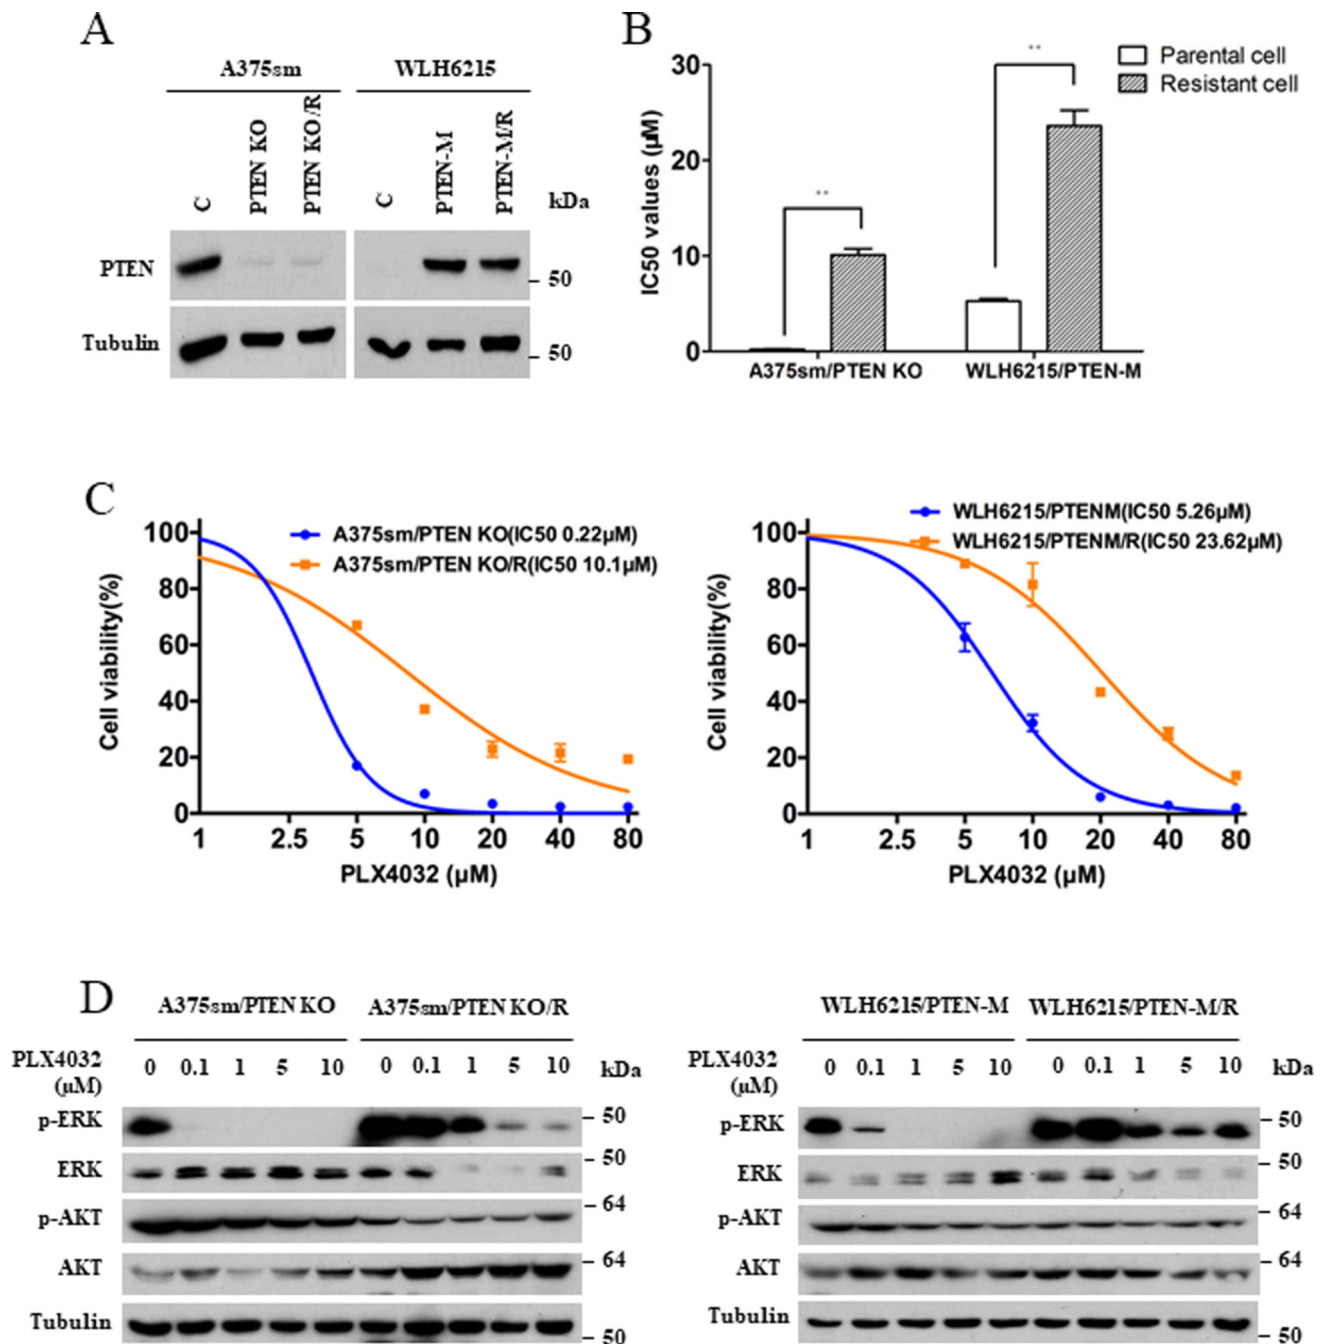 A
A375sm WLH6215
C PTEN KO PTEN KO/R C PTEN-M PTEN-M/R kDa
PTEN 50
Tubulin 50
B
** **
Parental cell
Resistant cell
IC50 values (µM)
30
20
10
0
A375sm/PTEN KO WLH6215/PTEN-M
C
A375sm/PTEN KO(IC50 0.22µM)
A375sm/PTEN KO/R(IC50 10.1µM)
Cell viability(%)
100
80
60
40
20
0
1 2.5 5 10 20 40 80
PLX4032 (µM)
WLH6215/PTENM(IC50 5.26µM)
WLH6215/PTENM/R(IC50 23.62µM)
Cell viability(%)
100
80
60
40
20
0
1 2.5 5 10 20 40 80
PLX4032 (µM)
D
A375sm/PTEN KO A375sm/PTEN KO/R
PLX4032 0 0.1 1 5 10 0 0.1 1 5 10 kDa
(µM)
p-ERK 50
ERK 50
p-AKT 64
AKT 64
Tubulin 50
WLH6215/PTEN-M WLH6215/PTEN-M/R
PLX4032 0 0.1 1 5 10 0 0.1 1 5 10 kDa
(µM)
p-ERK 50
ERK 50
p-AKT 64
AKT 64
Tubulin 50